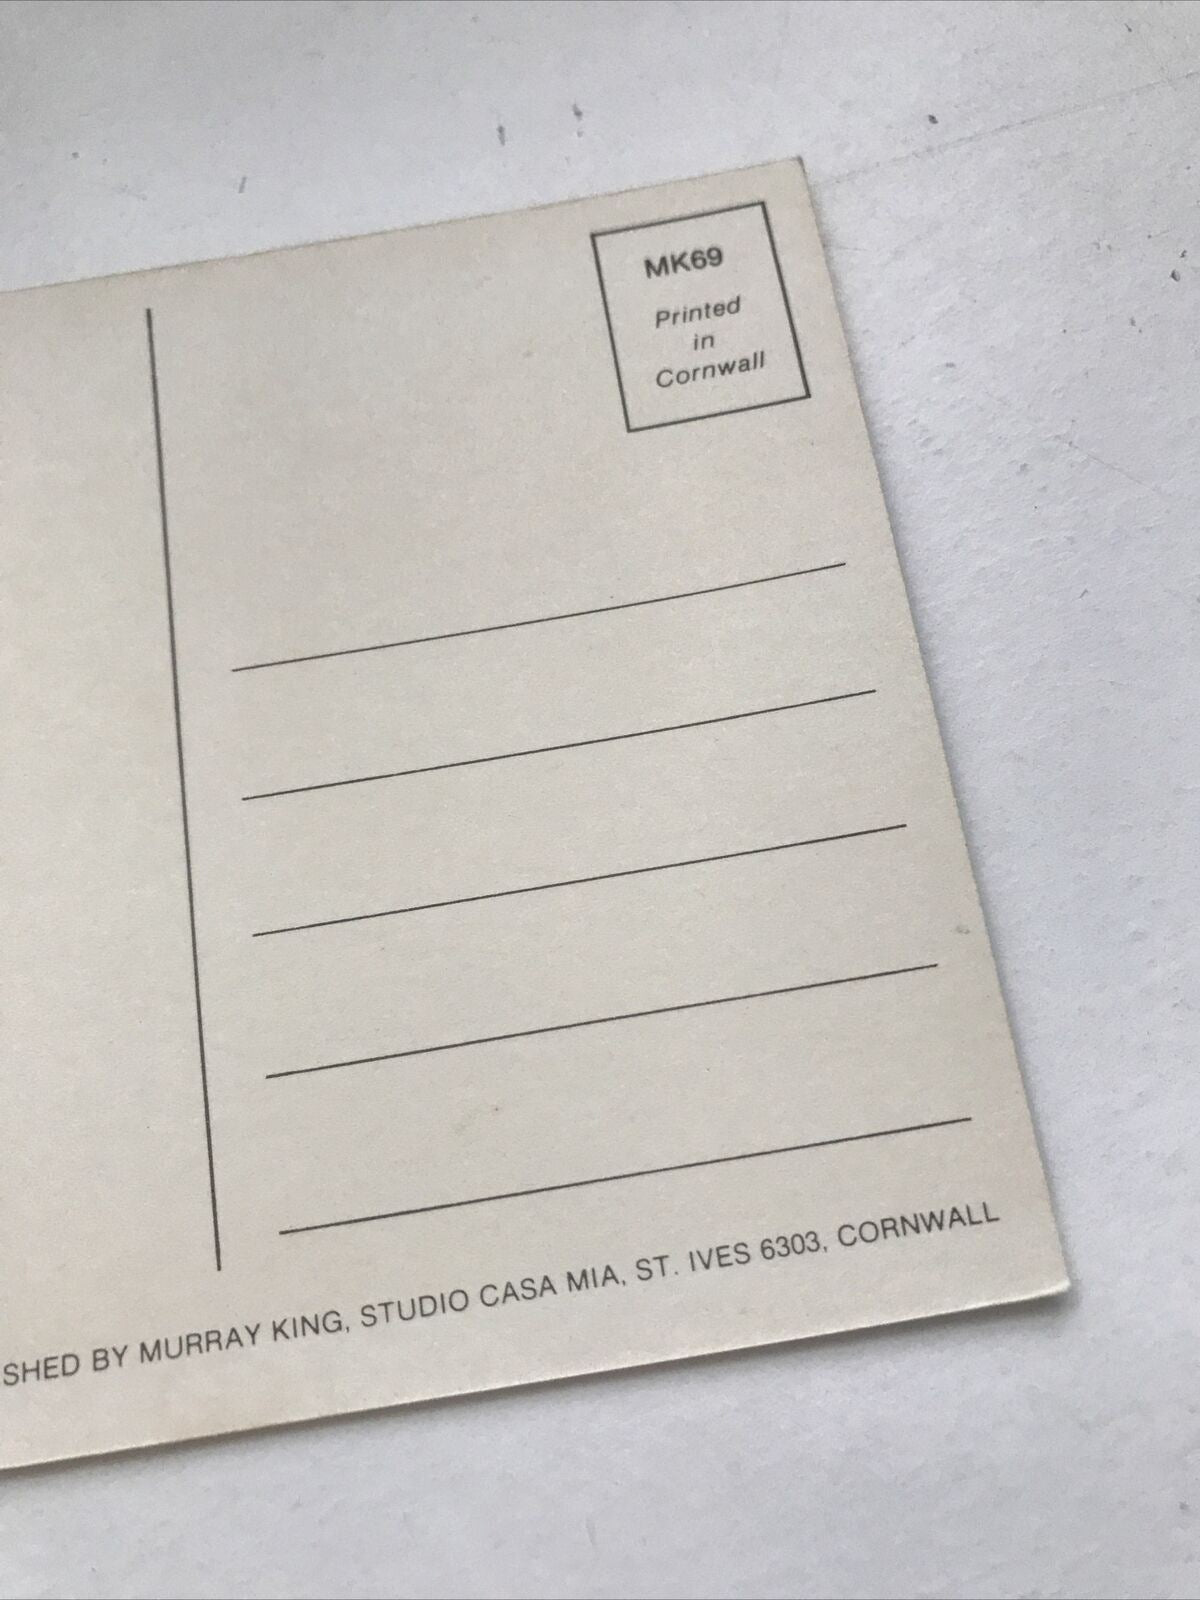 MK69
Printed
in
Cornwall
SHED BY MURRAY KING, STUDIO CASA MIA, ST. IVES 6303, CORNWALL